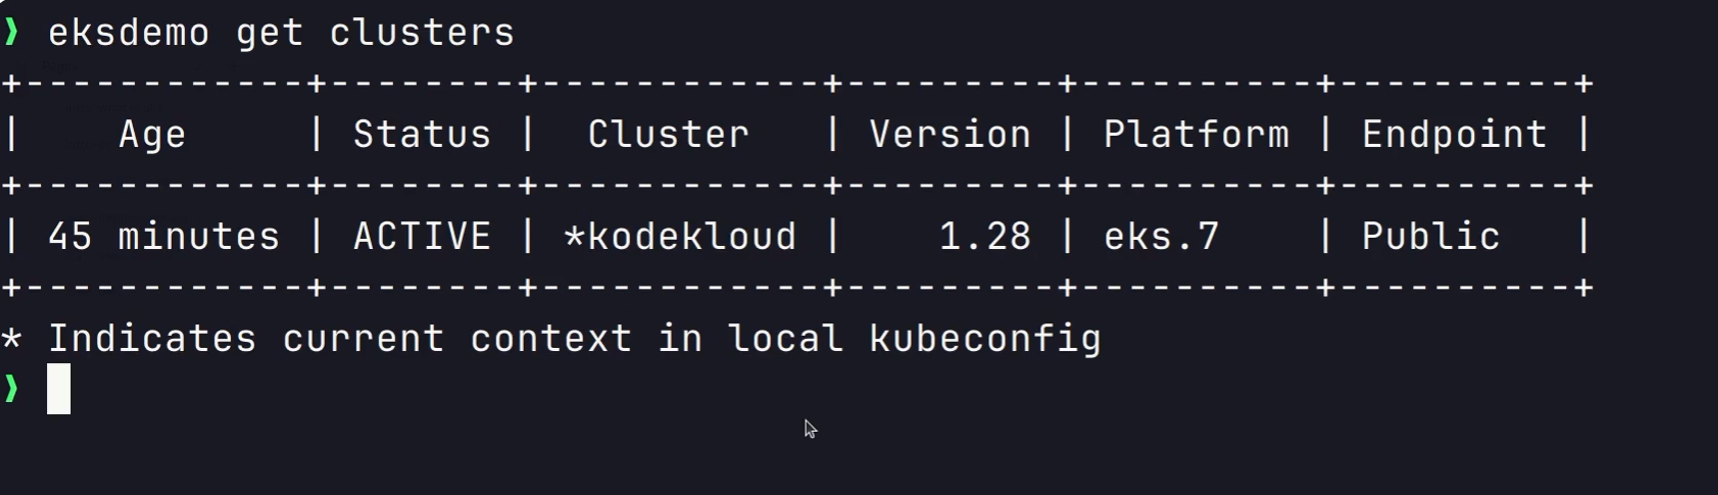 ❯ eksdemo get clusters
+------------+--------+------------+---------+----------+----------+
|    Age     | Status |  Cluster   | Version | Platform | Endpoint |
+------------+--------+------------+---------+----------+----------+
| 45 minutes | ACTIVE | *kodekloud |    1.28 | eks.7    | Public   |
+------------+--------+------------+---------+----------+----------+
* Indicates current context in local kubeconfig
❯